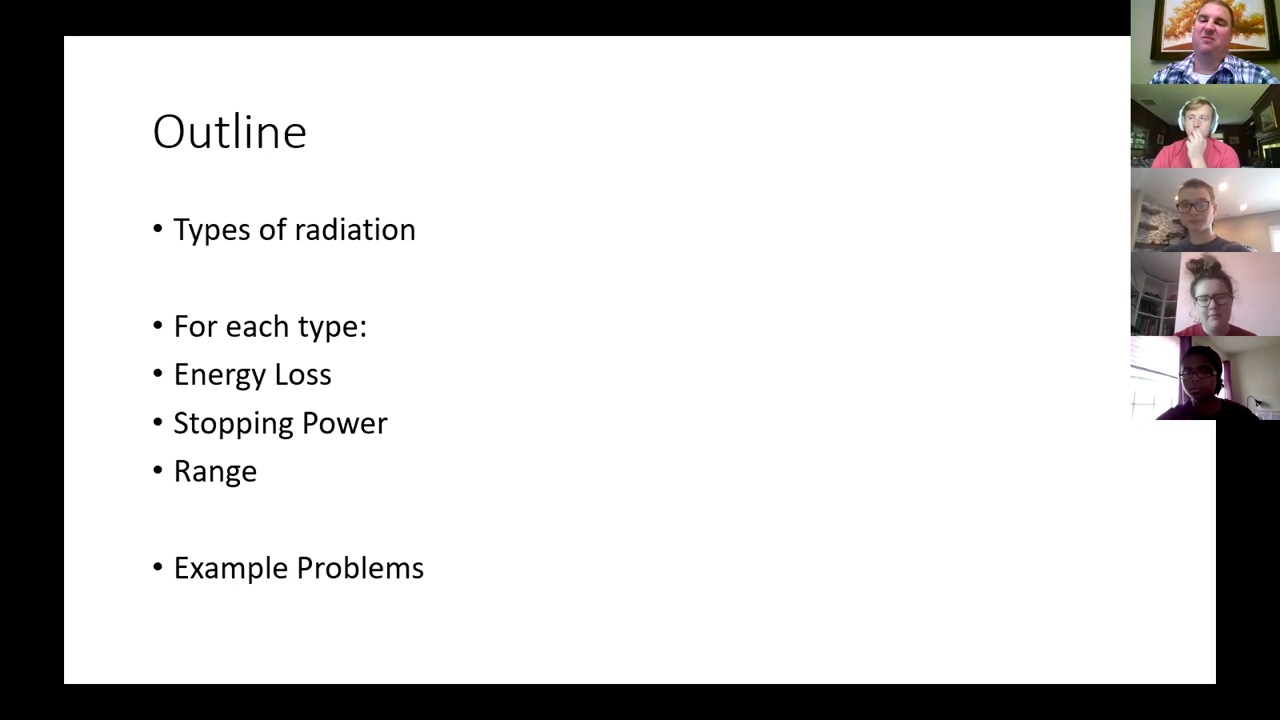 Outline
• Types of radiation
• For each type:
• Energy Loss
• Stopping Power
• Range
• Example Problems